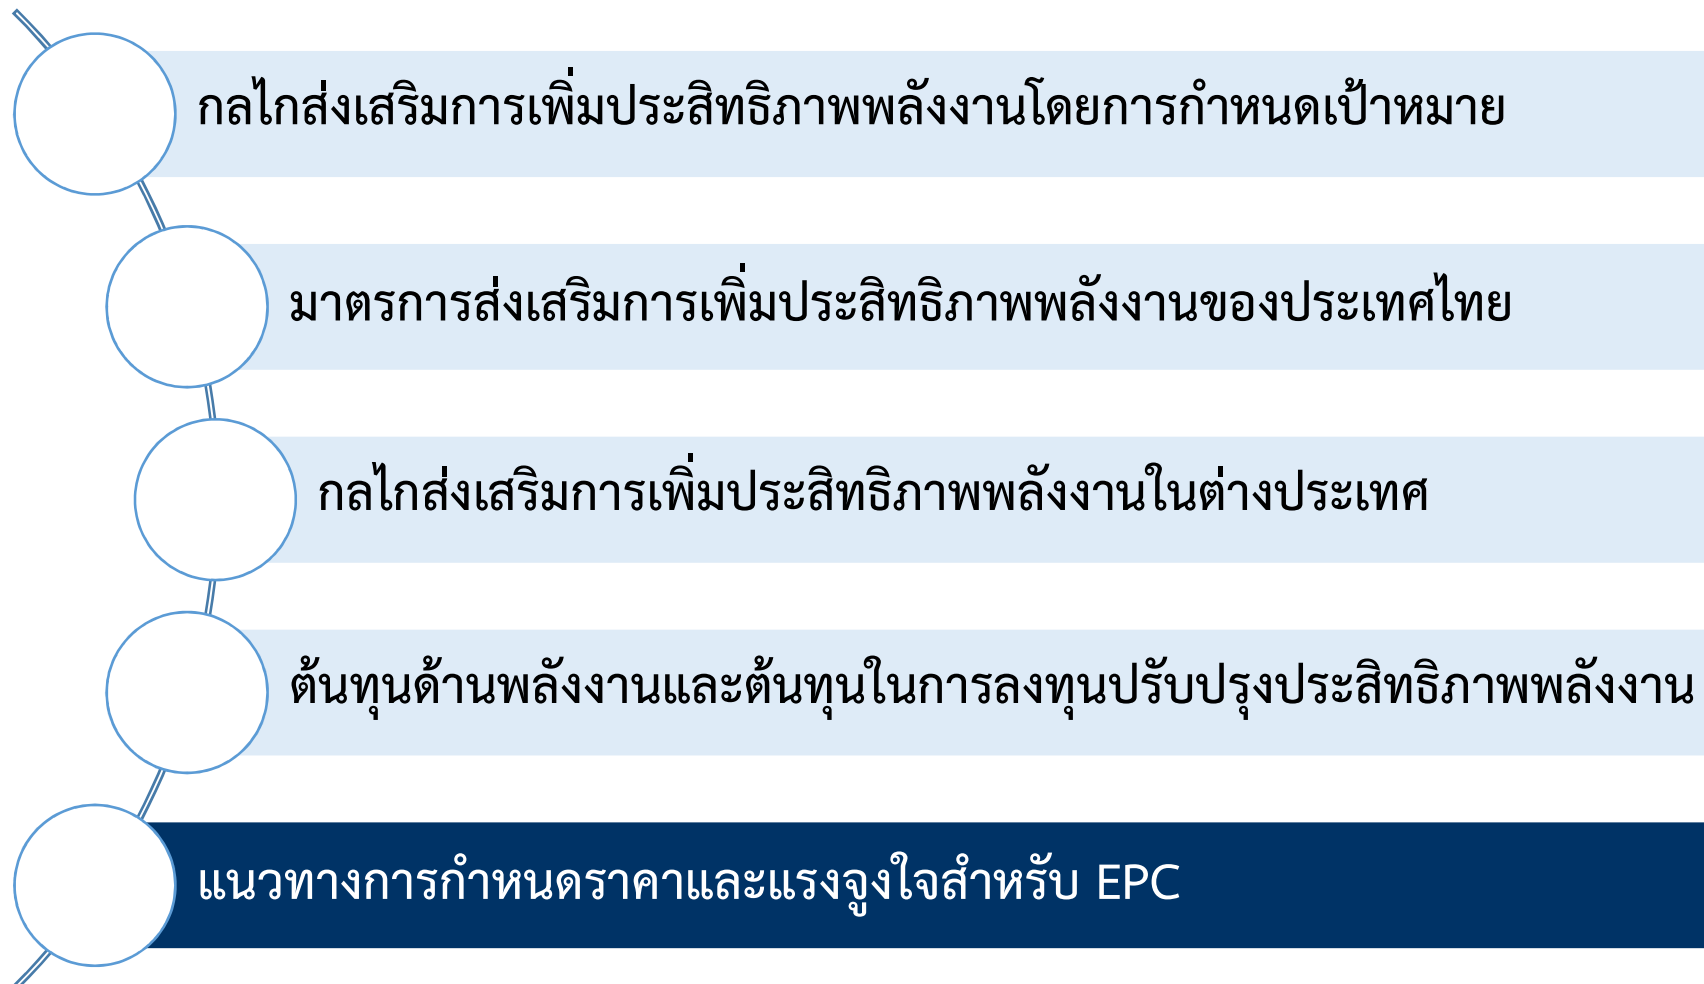 กลไกส่งเสริมการเพิ่มประสิทธิภาพพลังงานโดยการกำหนดเป้าหมาย
มาตรการส่งเสริมการเพิ่มประสิทธิภาพพลังงานของประเทศไทย
กลไกส่งเสริมการเพิ่มประสิทธิภาพพลังงานในต่างประเทศ
ต้นทุนด้านพลังงานและต้นทุนในการลงทุนปรับปรุงประสิทธิภาพพลังงาน
แนวทางการกำหนดราคาและแรงจูงใจสำหรับ EPC